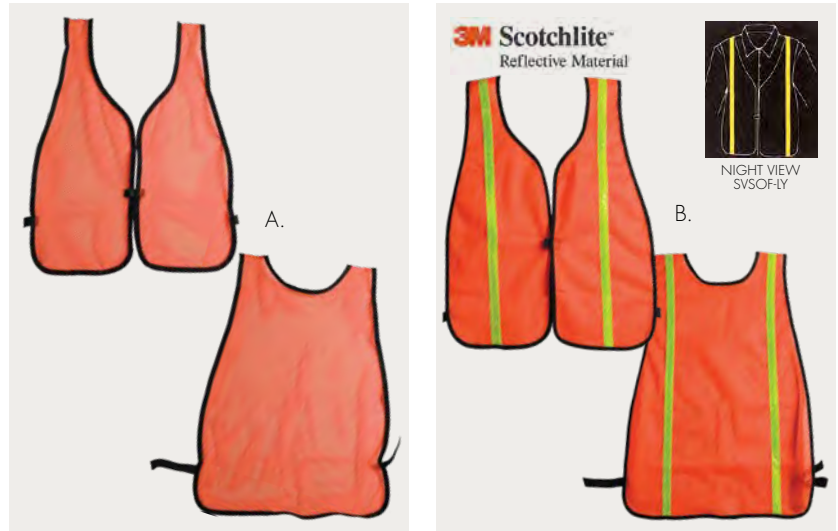 A.
3M Scotchlite™
Reflective Material
NIGHT VIEW
SVSOF-LY
B.